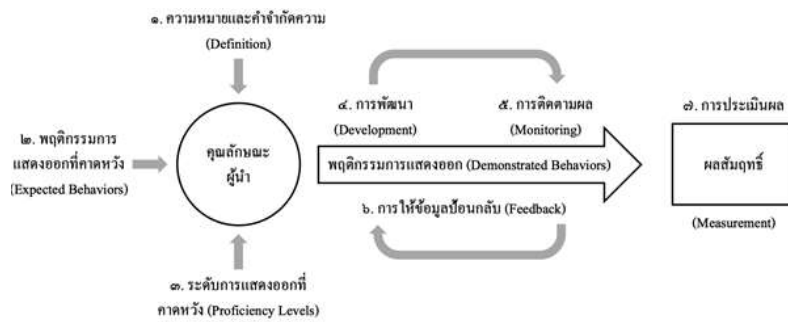 ๑. ความหมายและคำจำกัดความ
(Definition)
๒. พฤติกรรมการ
แสดงออกที่คาดหวัง
(Expected Behaviors)
คุณลักษณะ
ผู้นำ
๓. ระดับการแสดงออกที่
คาดหวัง (Proficiency Levels)
๔. การพัฒนา
(Development)
๕. การติดตามผล
(Monitoring)
พฤติกรรมการแสดงออก (Demonstrated Behaviors)
๖. การให้ข้อมูลป้อนกลับ (Feedback)
๗. การประเมินผล
ผลสัมฤทธิ์
(Measurement)